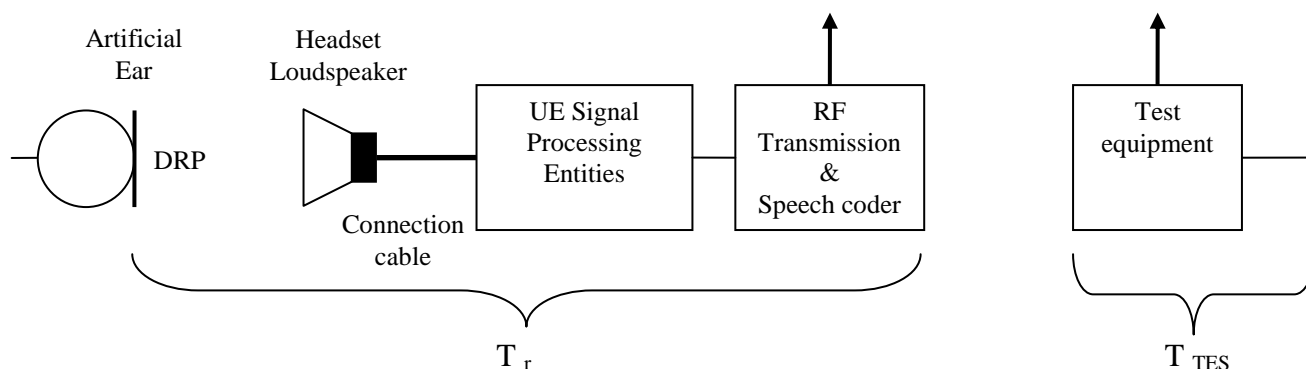 Artificial
Ear
DRP
Headset
Loudspeaker
Connection
cable
UE Signal
Processing
Entities
RF
Transmission
&
Speech coder
Test
equipment
T r
T TES